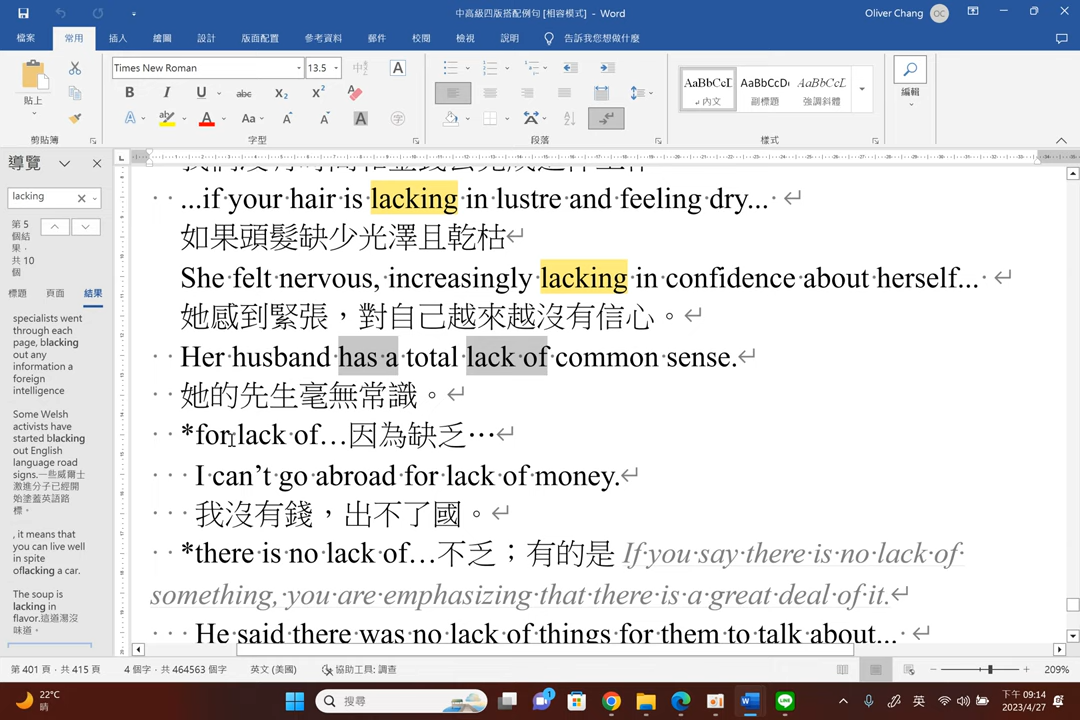 中高級四版搭配例句 [相容模式] - Word
Oliver Chang OC
檔案 常用 插入 繪圖 設計 版面配置 參考資料 郵件 校閱 檢視 說明 告訴我您想做什麼
貼上
剪貼簿
Times New Roman 13.5
字型
段落
AaBbCcI AaBbCcDı AaBbCcL
內文 副標題 強調斜體
樣式
編輯
導覽
lacking
第 5 個結果，共 10 個
標題 頁面 結果
specialists went through each page, blacking out any information a foreign intelligence
Some Welsh activists have started blacking out English language road signs.一些威爾士激進分子已經開始塗蓋英語路標。
, it means that you can live well in spite oflacking a car.
The soup is lacking in flavor.這道湯沒味道。
...if your hair is lacking in lustre and feeling dry...
如果頭髮缺少光澤且乾枯
She felt nervous, increasingly lacking in confidence about herself...
她感到緊張，對自己越來越沒有信心。
Her husband has a total lack of common sense.
她的先生毫無常識。
*for lack of…因為缺乏…
I can’t go abroad for lack of money.
我沒有錢，出不了國。
*there is no lack of…不乏；有的是 If you say there is no lack of
something, you are emphasizing that there is a great deal of it.
He said there was no lack of things for them to talk about...
第 401 頁，共 415 頁 4 個字，共 464563 個字 英文 (美國) 協助工具: 調查 209%
22°C
晴
搜尋
英
下午 09:14
2023/4/27